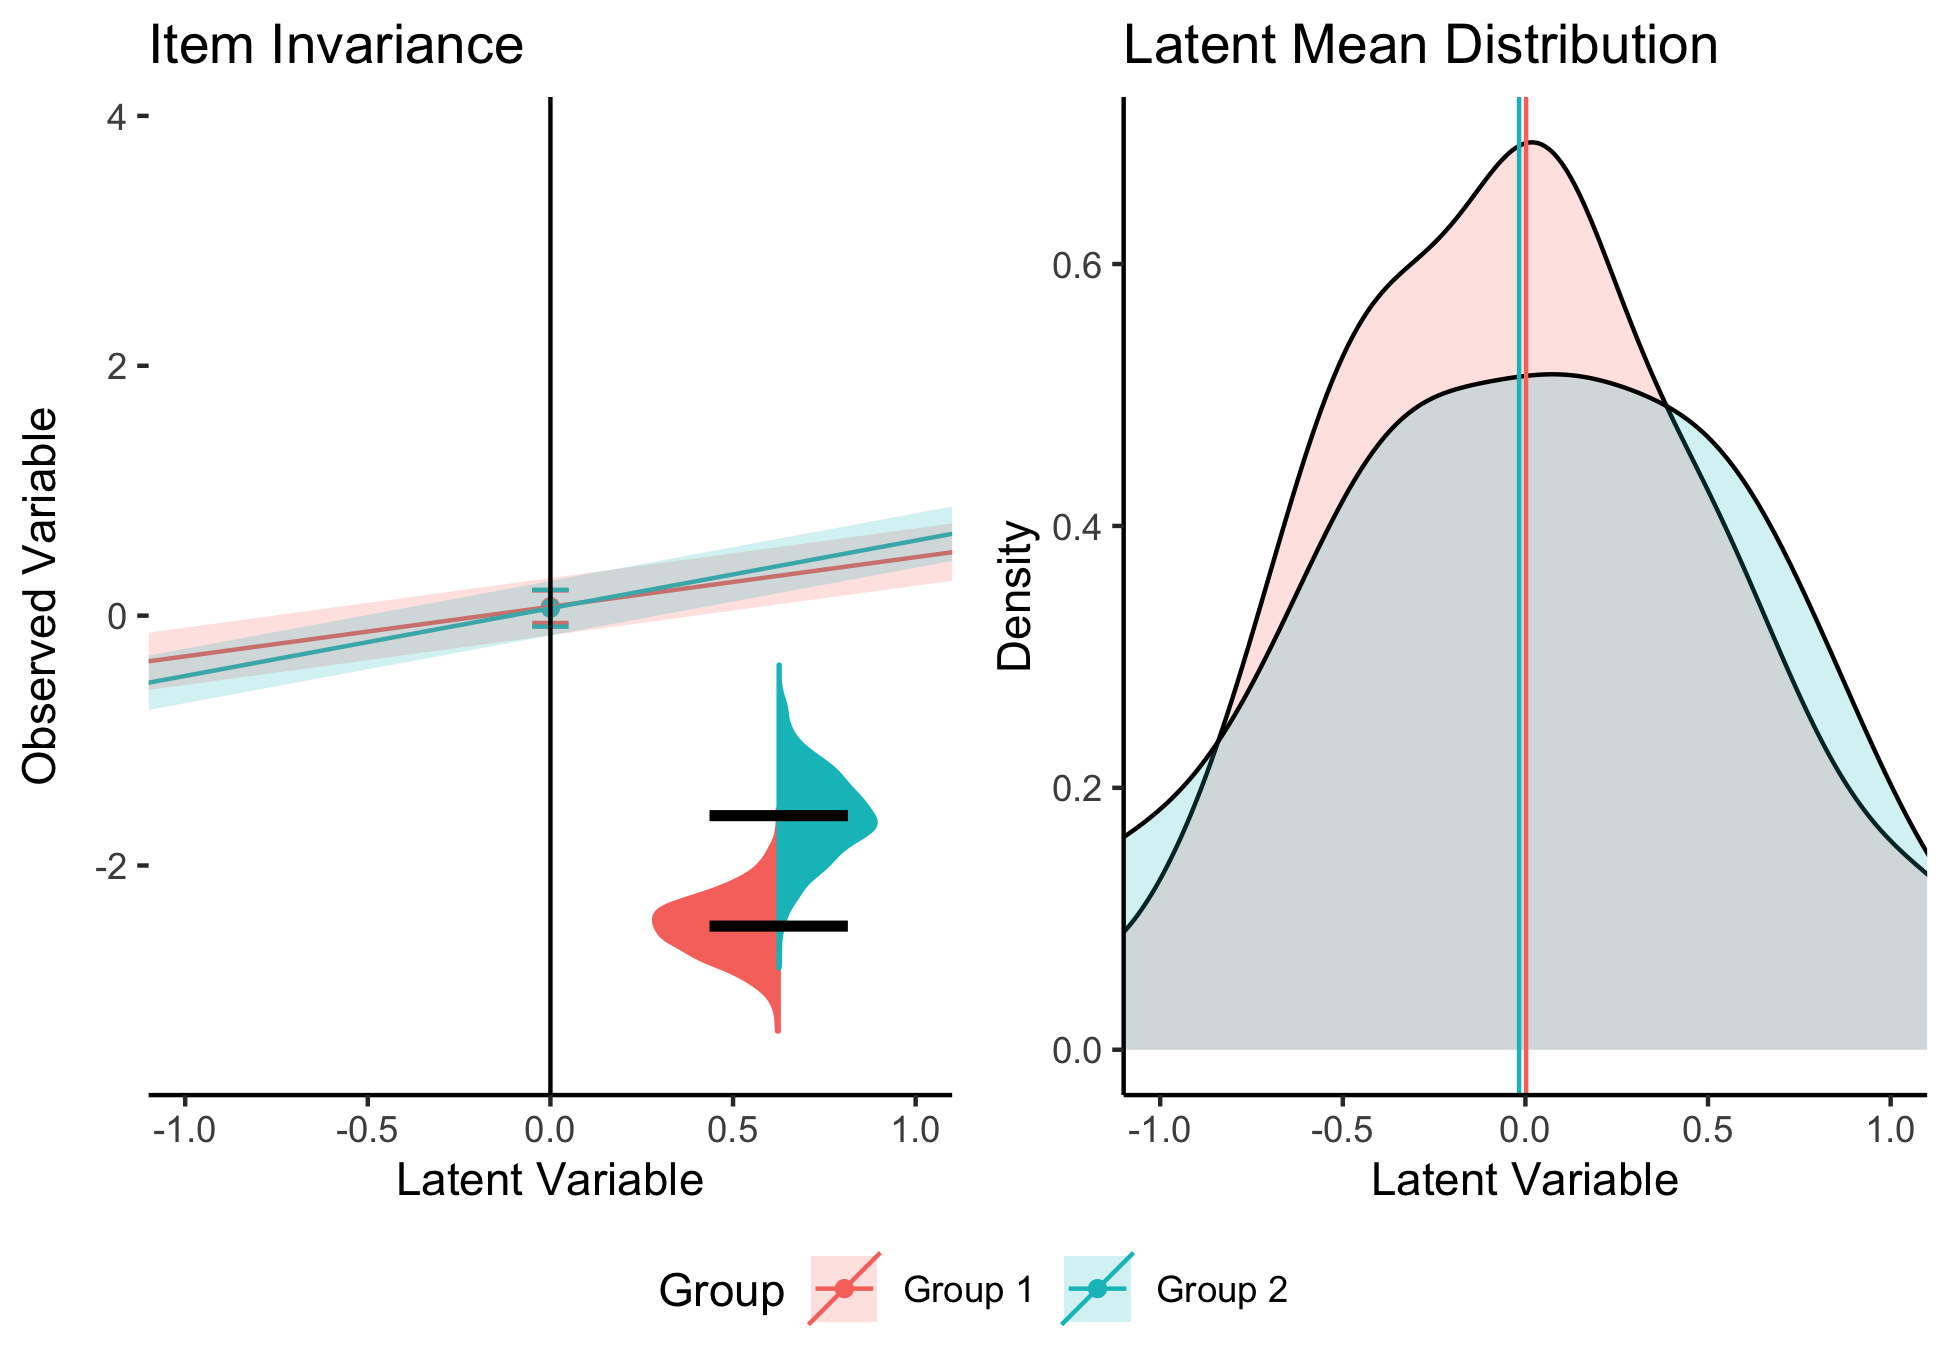 Item Invariance
Latent Mean Distribution
Observed Variable
4
2
0
-2
-1.0 -0.5 0.0 0.5 1.0
Latent Variable
Density
0.6
0.4
0.2
0.0
-1.0 -0.5 0.0 0.5 1.0
Latent Variable
Group Group 1 Group 2